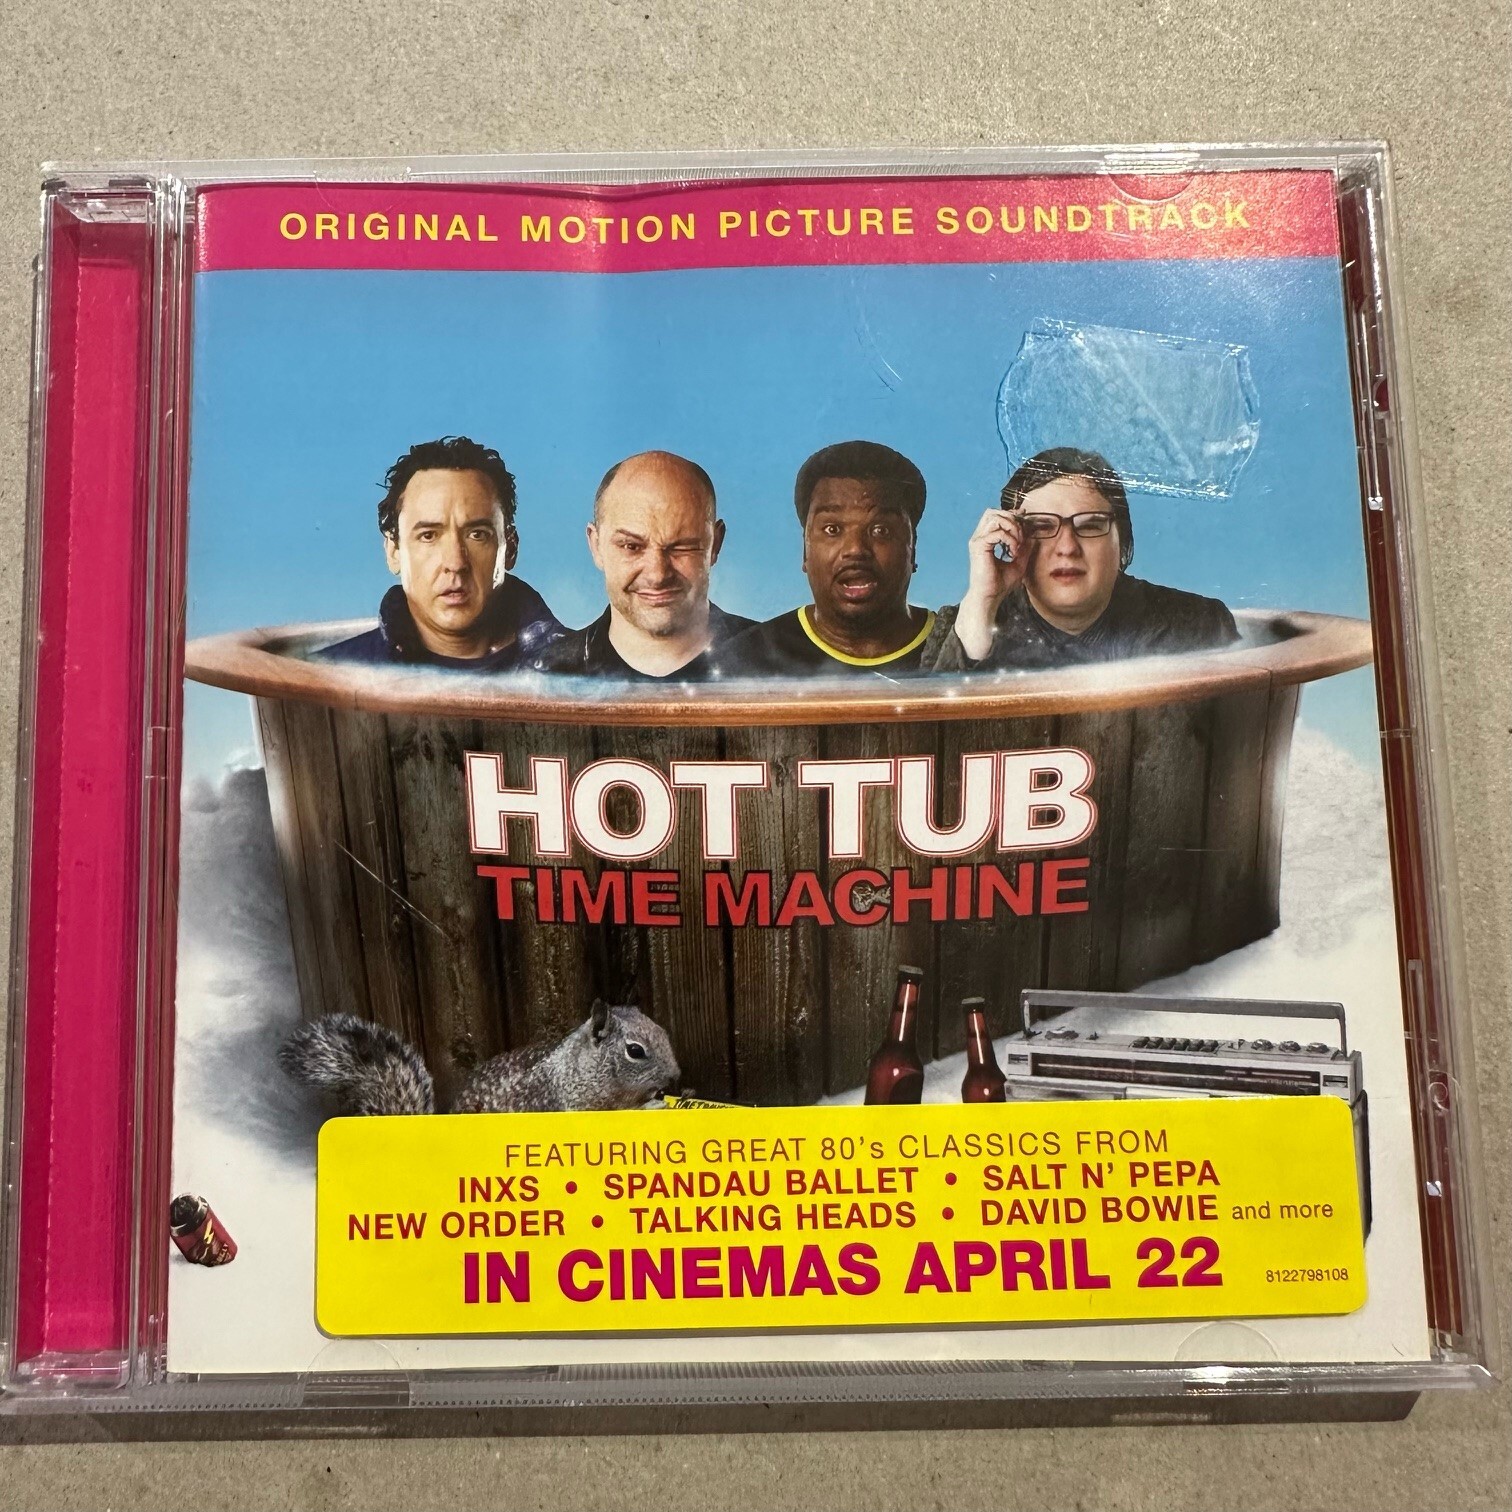 ORIGINAL MOTION PICTURE SOUNDTRACK
HOT TUB
TIME MACHINE
FEATURING GREAT 80's CLASSICS FROM
INXS • SPANDAU BALLET • SALT N' PEPA
NEW ORDER • TALKING HEADS • DAVID BOWIE and more
IN CINEMAS APRIL 22
8122798108